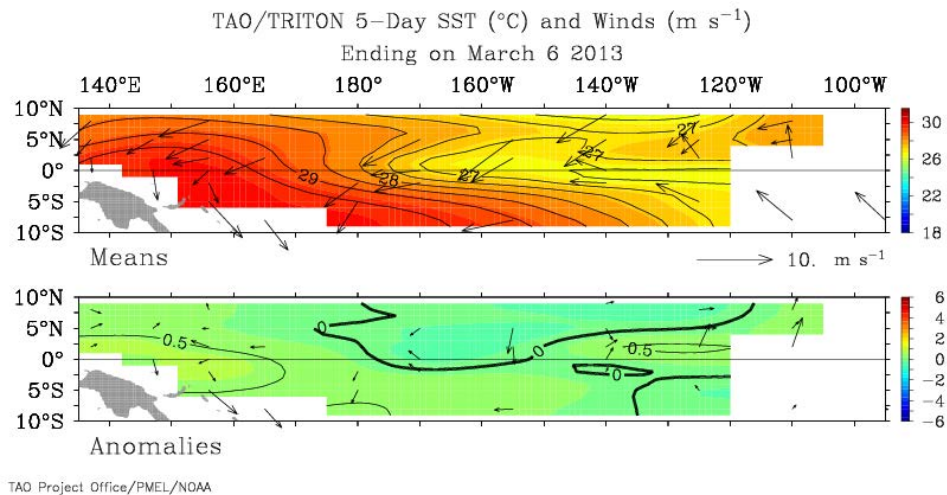 TAO/TRITON 5-Day SST (°C) and Winds (m s⁻¹)
Ending on March 6 2013
140°E 160°E 180° 160°W 140°W 120°W 100°W
10°N
5°N
0°
5°S
10°S
29
28
27
27
27
30
26
22
18
Means
10. m s⁻¹
10°N
5°N
0°
5°S
10°S
0.5
0
0
0.5
0
6
4
2
0
-2
-4
-6
Anomalies
TAO Project Office/PMEL/NOAA